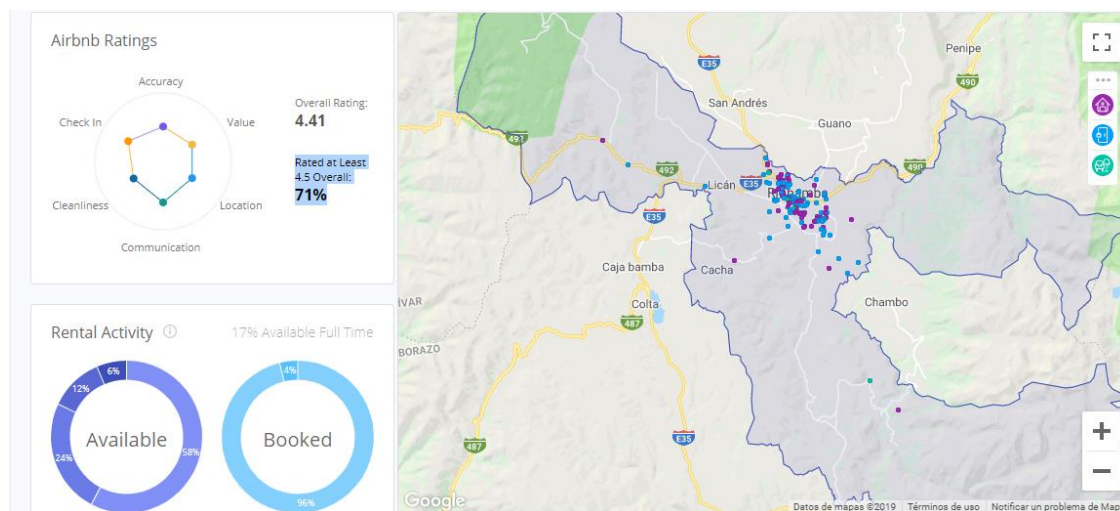 Airbnb Ratings
Accuracy
Check In
Value
Cleanliness
Location
Communication
Overall Rating:
4.41
Rated at Least
4.5 Overall:
71%
Rental Activity
17% Available Full Time
6%
12%
24%
58%
Available
4%
96%
Booked
Penipe
E35
490
San Andrés
Guano
492
490
492
Licán
E35
E35
Caja bamba
Cacha
Colta
Chambo
487
ÍVAR
BORAZO
487
E35
Google
Datos de mapas ©2019
Términos de uso
Notificar un problema de Map